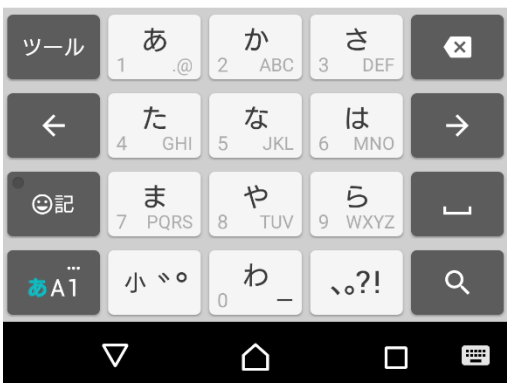 ツール あ 1 .@ か 2 ABC さ 3 DEF
た 4 GHI な 5 JKL は 6 MNO
記 ま 7 PQRS や 8 TUV ら 9 WXYZ
あA1 小゛゜ わ 0 ー 、。?!